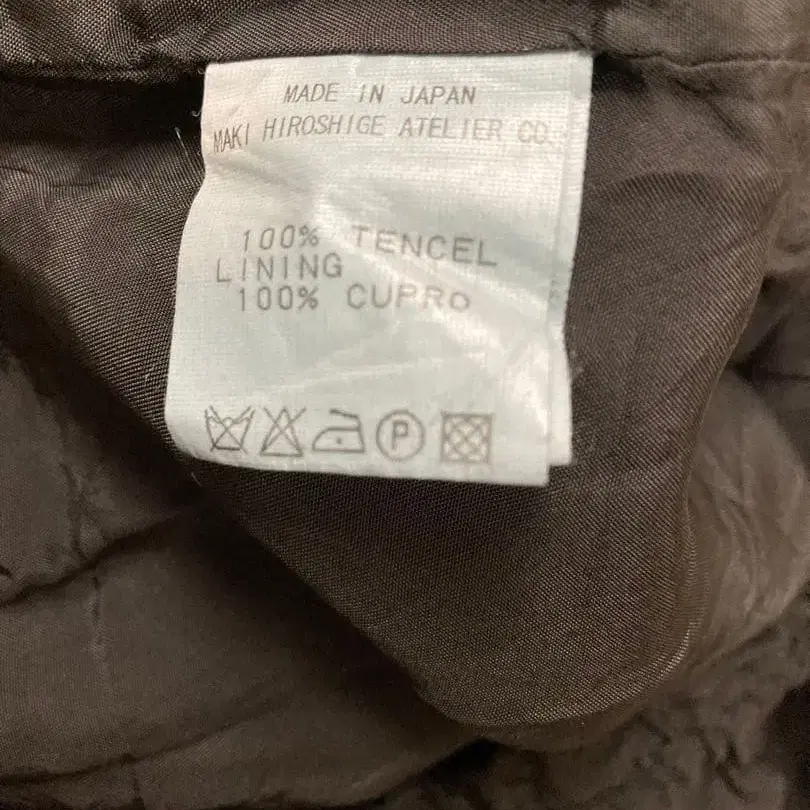 MADE IN JAPAN
MAKI HIROSHIGE ATELIER CO.
100% TENCEL
LINING
100% CUPRO
P